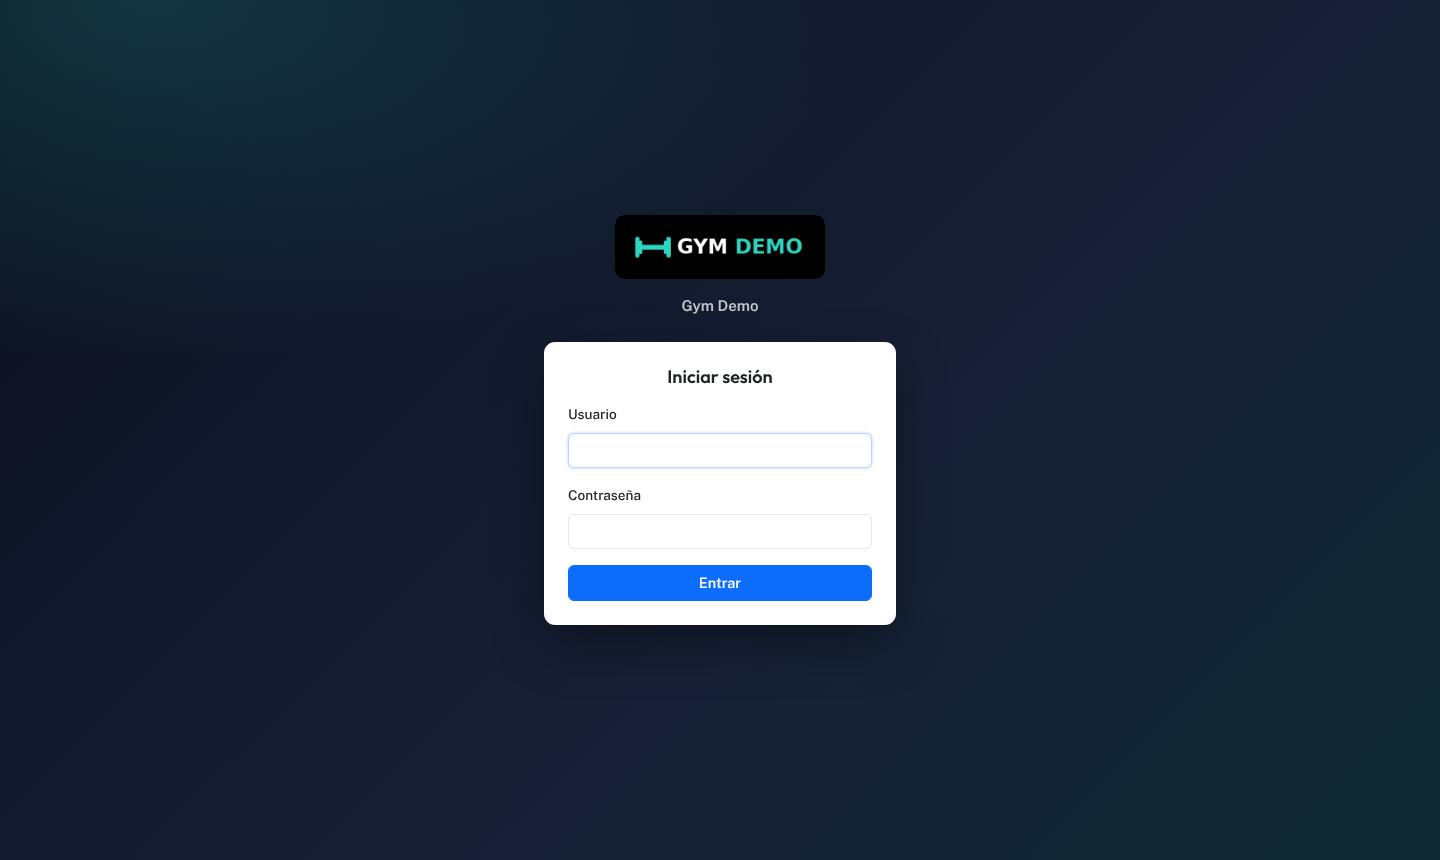 GYM DEMO
Gym Demo
Iniciar sesión
Usuario
Contraseña
Entrar